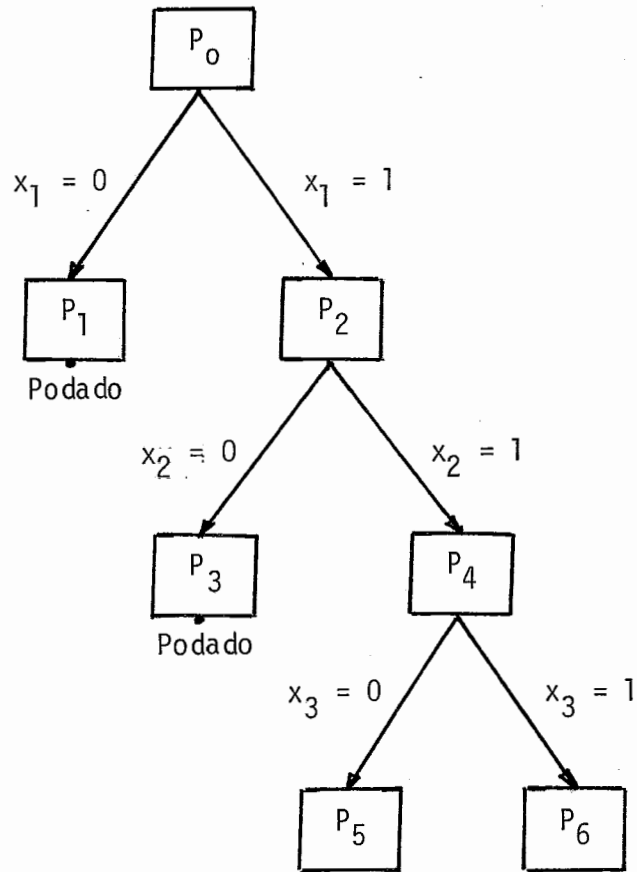 P₀
x₁ = 0
x₁ = 1
P₁
P₂
Podado
x₂ = 0
x₂ = 1
P₃
P₄
Podado
x₃ = 0
x₃ = 1
P₅
P₆